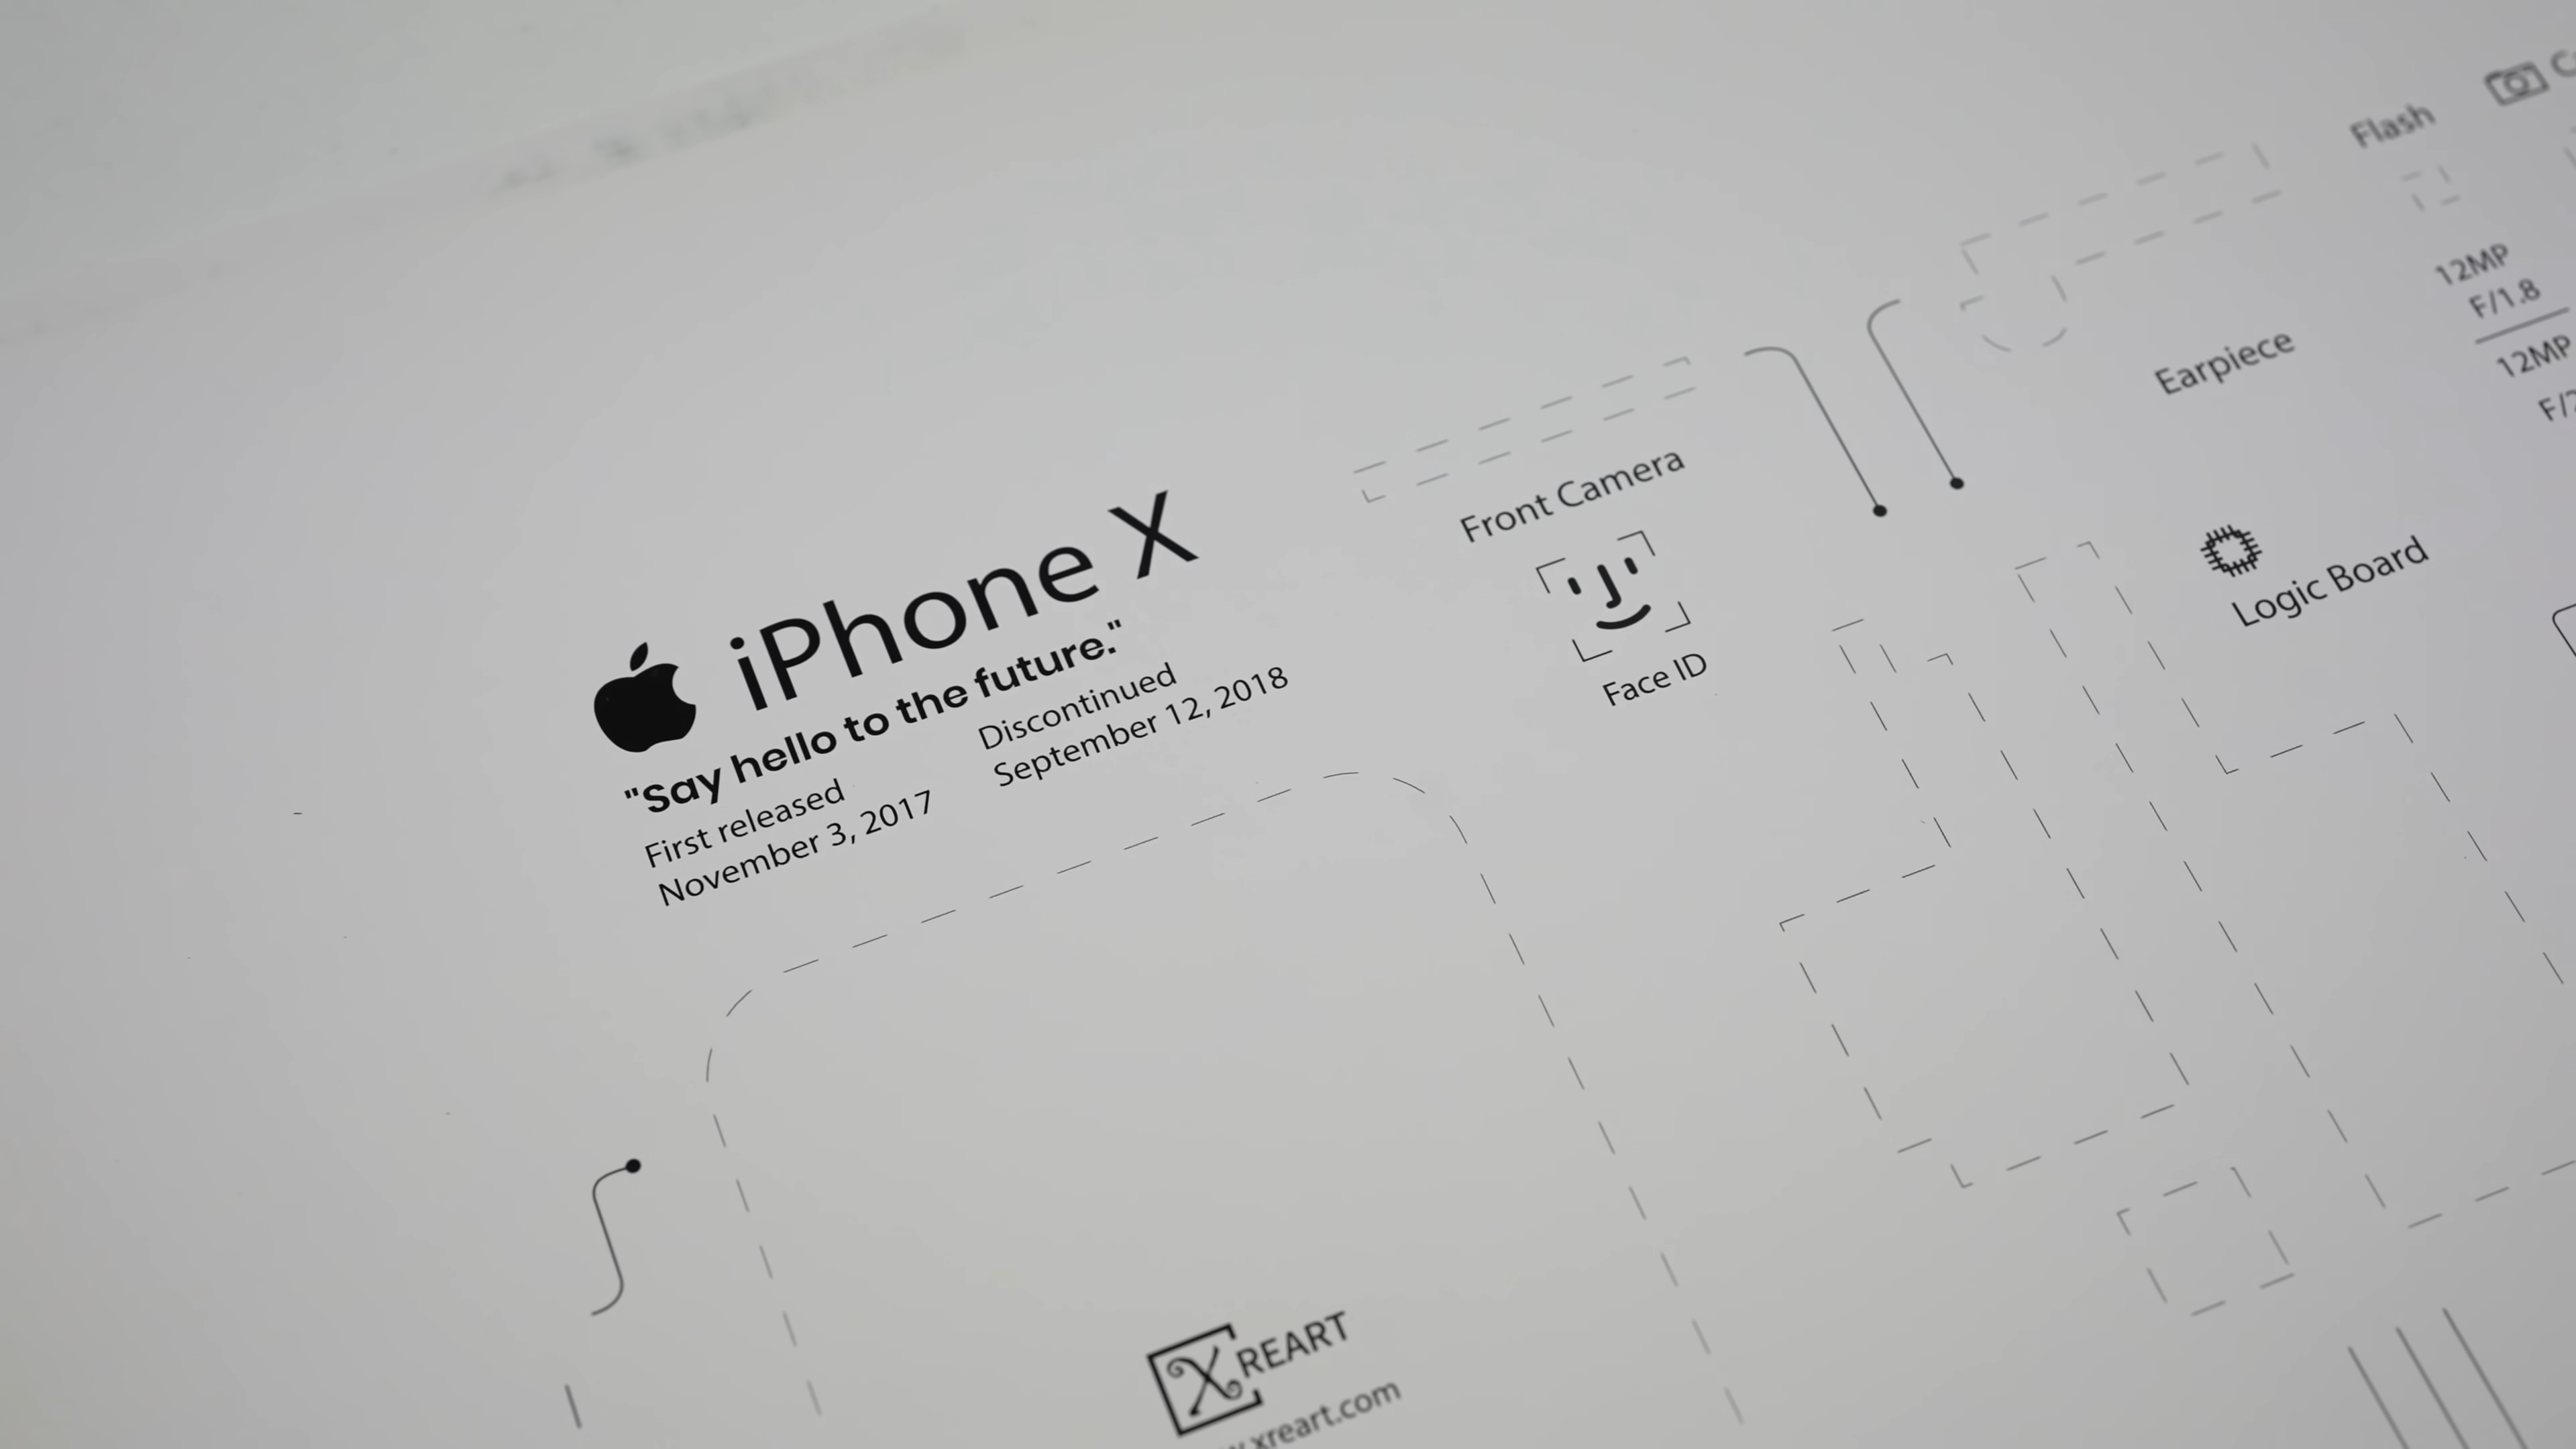 iPhone X
"Say hello to the future."
First released
November 3, 2017
Discontinued
September 12, 2018
Front Camera
Face ID
Earpiece
Flash
12MP
F/1.8
12MP
Logic Board
XREART
xreart.com